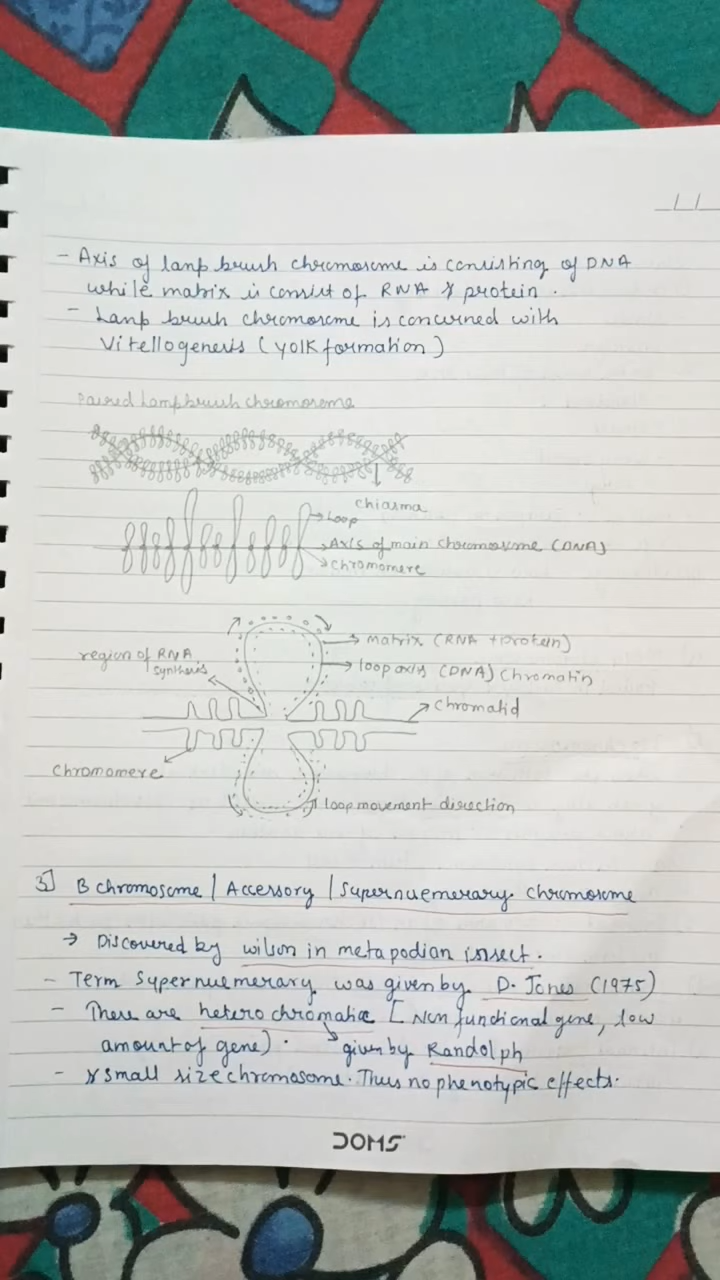 / /
- Axis of lamp brush chromosome is consisting of DNA
while matrix is consist of RNA & protein.
- Lamp brush chromosome is concerned with
Vitellogenesis (yolk formation)
Paired Lampbrush chromosome
chiasma
Loop
Axis of main chromosome (DNA)
chromomere
matrix (RNA + protein)
region of RNA
synthesis
loop axis (DNA) chromatin
chromatid
chromomere
loop movement direction
3] B chromosome / Accessory / Supernuemerary chromosome
→ Discovered by wilson in metapodian insect.
- Term Supernuemerary was given by D. Jones (1975)
- There are heterochromatic [Non functional gene, low
amount of gene). given by Randolph
- & small size chromosome. Thus no phenotypic effects.
DOMS